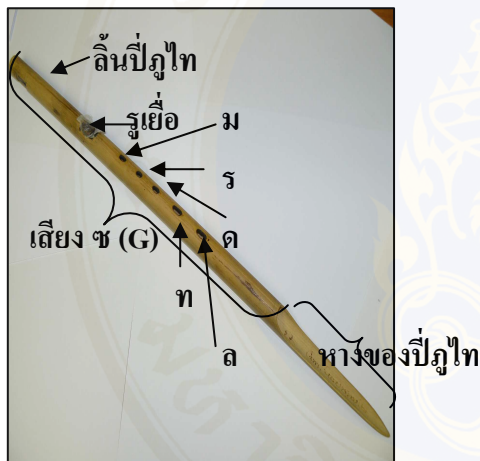 ลิ้นปี่ภูไท
รูเยื่อ
ม
ร
เสียง ซ (G)
ด
ท
ล
หางของปี่ภูไท